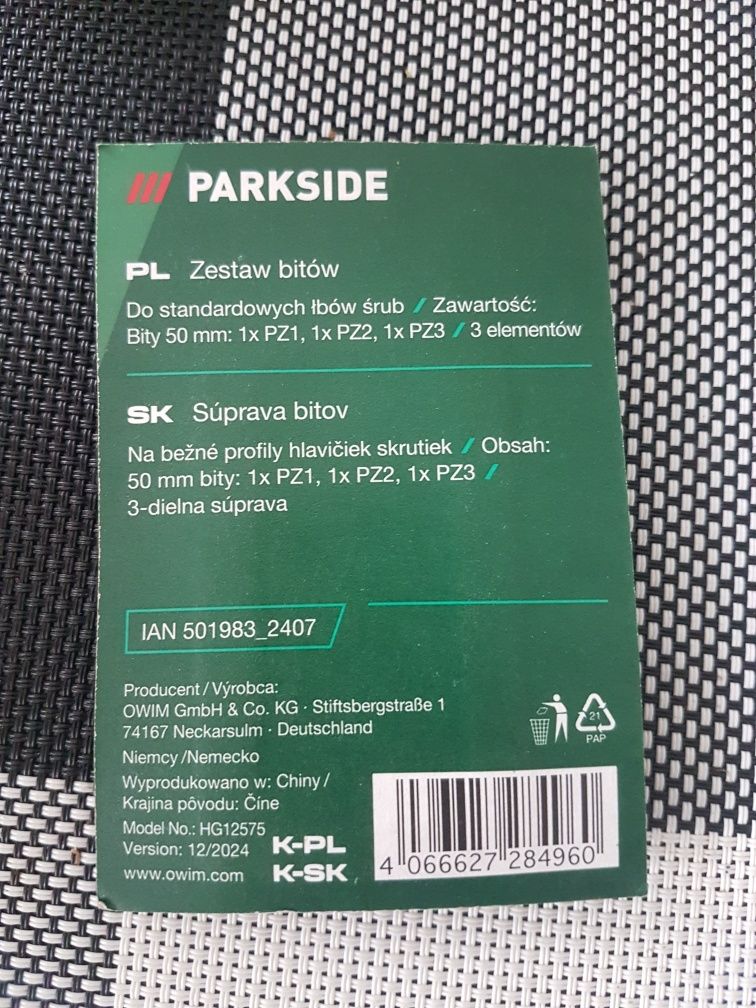 PARKSIDE
PL Zestaw bitów
Do standardowych łbów śrub / Zawartość:
Bity 50 mm: 1x PZ1, 1x PZ2, 1x PZ3 / 3 elementów
SK Súprava bitov
Na bežné profily hlavičiek skrutiek / Obsah:
50 mm bity: 1x PZ1, 1x PZ2, 1x PZ3 /
3-dielna súprava
IAN 501983_2407
Producent / Výrobca:
OWIM GmbH & Co. KG · Stiftsbergstraße 1
74167 Neckarsulm · Deutschland
Niemcy /Nemecko
Wyprodukowano w: Chiny /
Krajina pôvodu: Číne
Model No.: HG12575
Version: 12/2024
www.owim.com
K-PL
K-SK
21
PAP
4 066627 284960